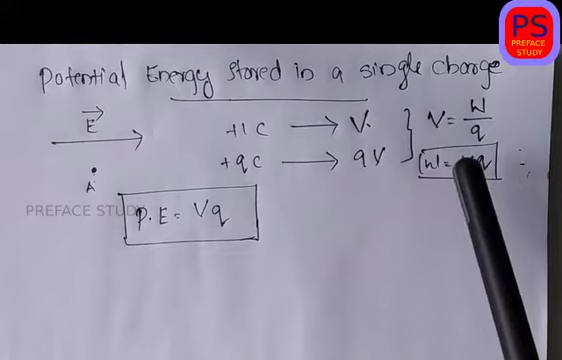 PS
PREFACE
STUDY
Potential Energy stored in a single charge
E
+1 C → V.
V = W/q
+q C → qV
W =
q
A
PREFACE STUDY
P.E = Vq